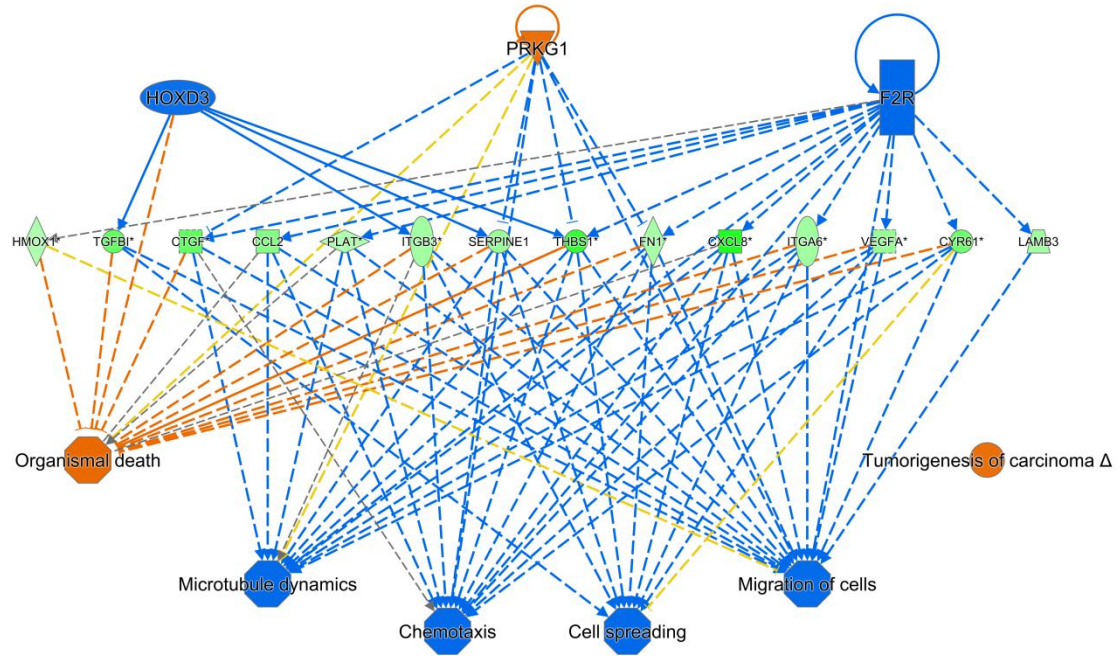 PRKG1
HOXD3
F2R
HMOX1*
TGFBI*
CTGF*
CCL2
PLAT*
ITGB3*
SERPINE1
THBS1*
FN1*
CXCL8*
ITGA6*
VEGFA*
CYR61*
LAMB3
Organismal death
Tumorigenesis of carcinoma Δ
Microtubule dynamics
Migration of cells
Chemotaxis
Cell spreading